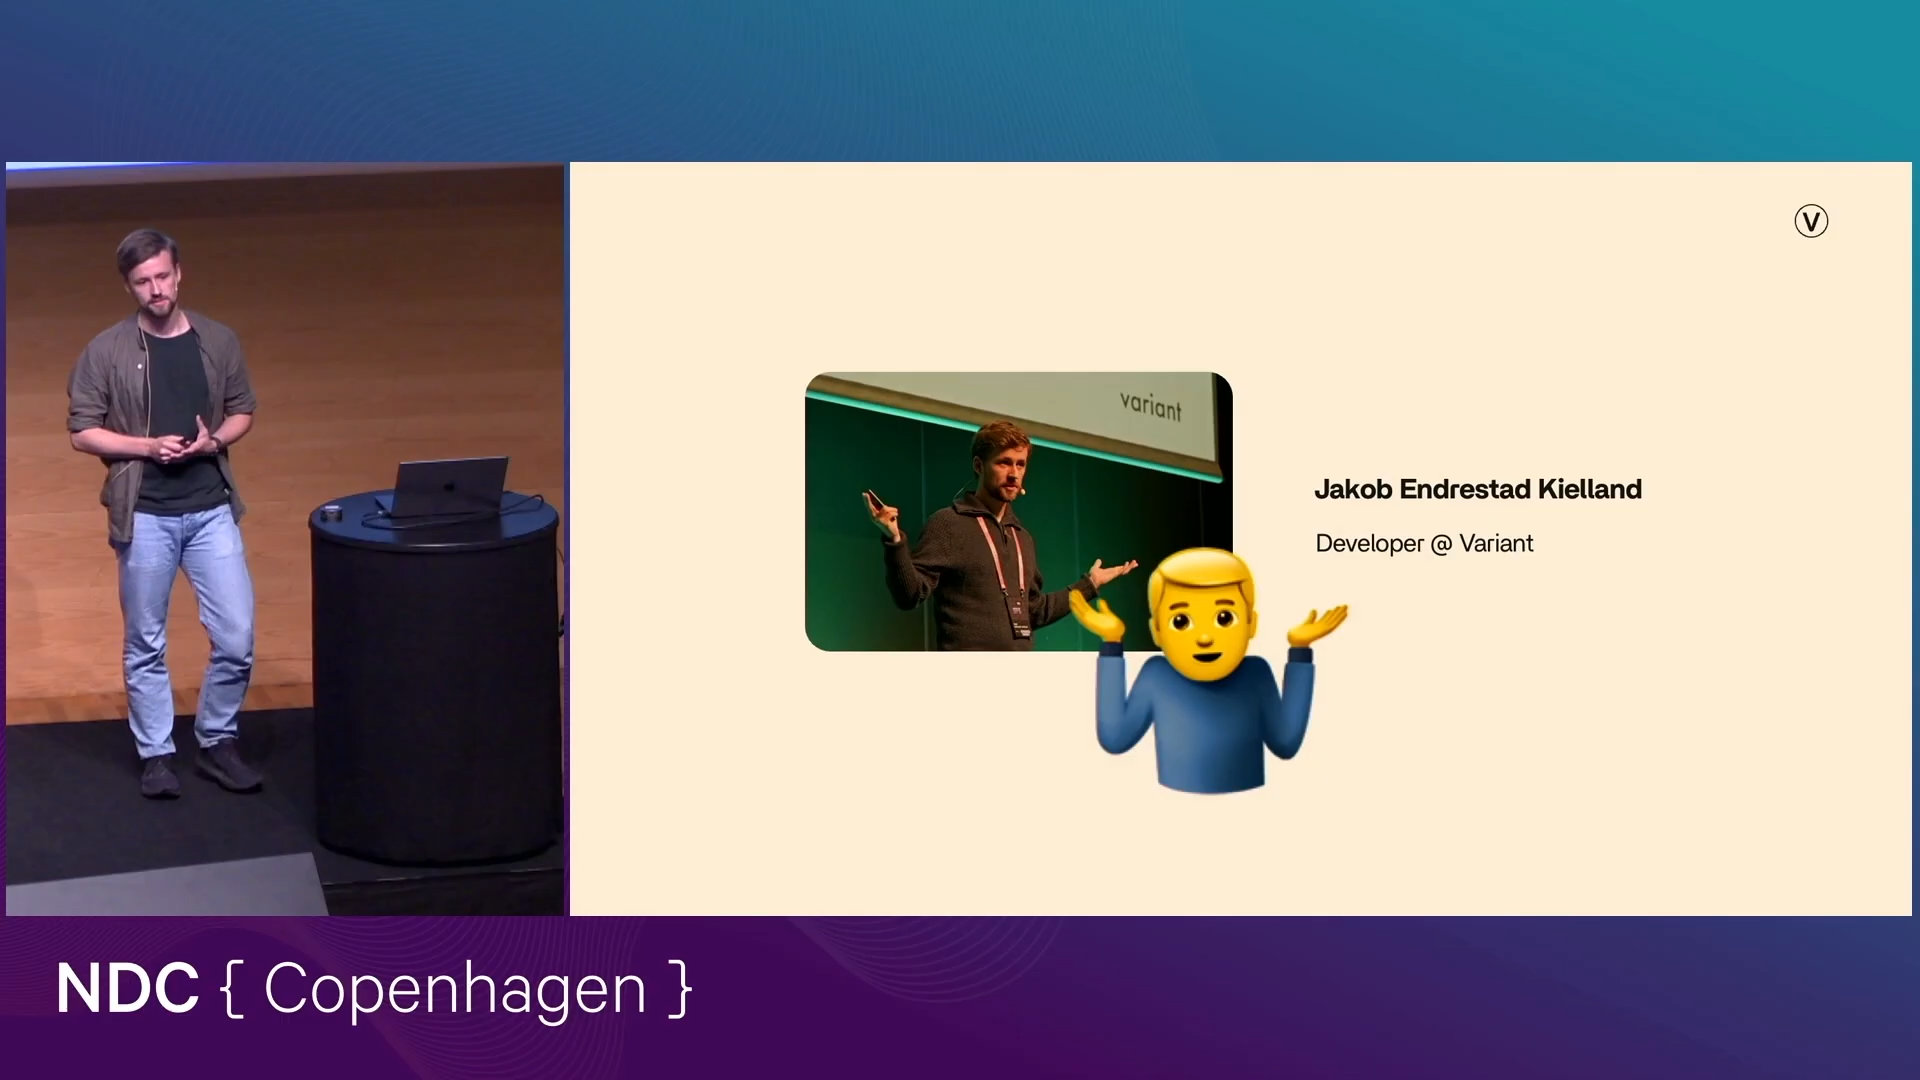 V
variant
Jakob Endrestad Kielland
Developer @ Variant
NDC { Copenhagen }